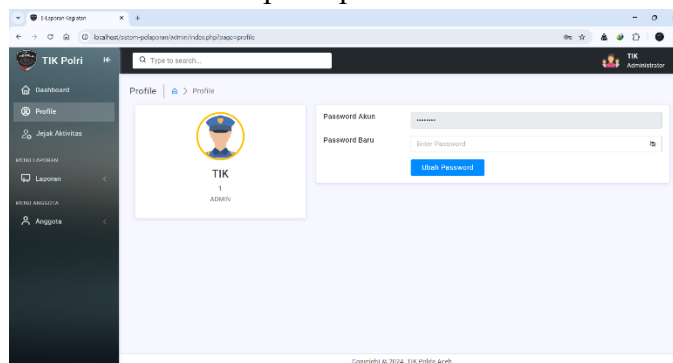 E-Laporan Kegiatan
localhost/sistem-pelaporan/admin/index.php?page=profile
TIK Polri
Type to search...
TIK
Administrator
Dashboard
Profile
Jejak Aktivitas
MENU LAPORAN
Laporan
MENU ANGGOTA
Anggota
Profile
Profile
TIK
1
ADMIN
Password Akun
Password Baru
Enter Password
Ubah Password
Copyright © 2024, TIK Polda Aceh